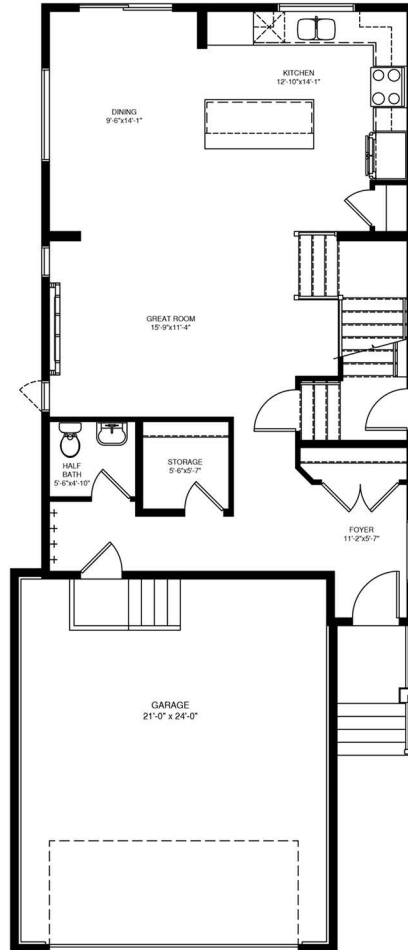 KITCHEN
12'-10"x14'-1"
DINING
9'-6"x14'-1"
GREAT ROOM
15'-9"x11'-4"
HALF
BATH
5'-6"x4'-10"
STORAGE
5'-6"x5'-7"
FOYER
11'-2"x5'-7"
GARAGE
21'-0" x 24'-0"